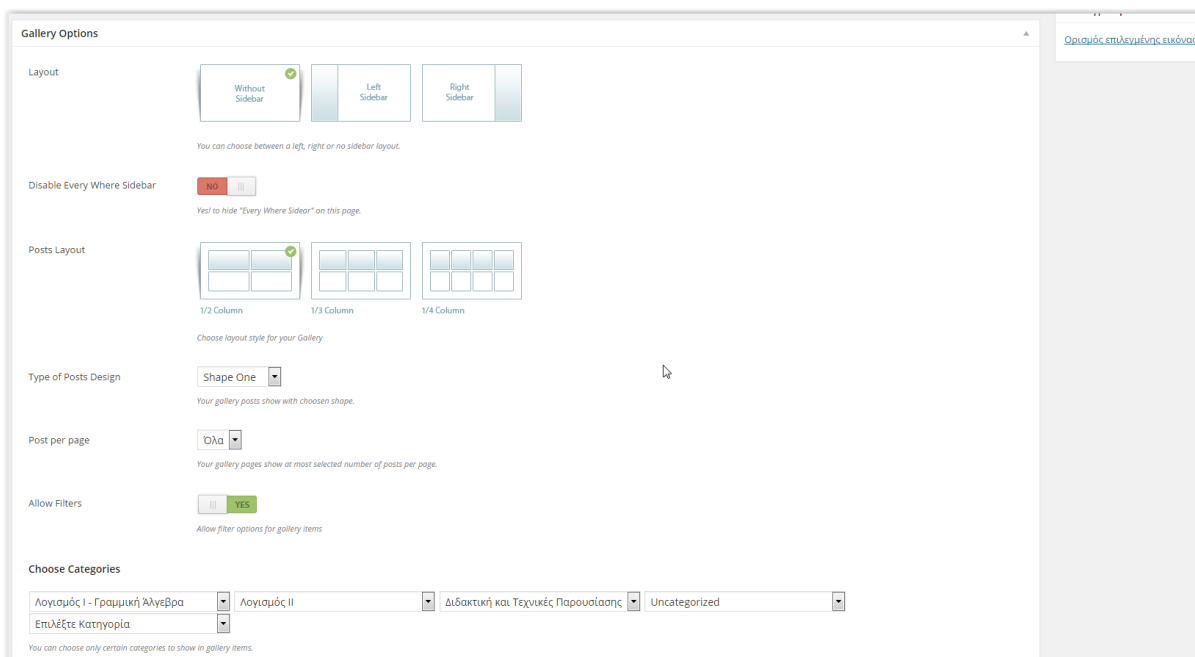 Gallery Options
Ορισμός επιλεγμένης εικόνας
Layout
Without
Sidebar
Left
Sidebar
Right
Sidebar
You can choose between a left, right or no sidebar layout.
Disable Every Where Sidebar
NO
Yes! to hide "Every Where Sidear" on this page.
Posts Layout
1/2 Column
1/3 Column
1/4 Column
Choose layout style for your Gallery
Type of Posts Design
Shape One
Your gallery posts show with choosen shape.
Post per page
Όλα
Your gallery pages show at most selected number of posts per page.
Allow Filters
YES
Allow filter options for gallery items
Choose Categories
Λογισμός Ι - Γραμμική Άλγεβρα
Λογισμός ΙΙ
Διδακτική και Τεχνικές Παρουσίασης
Uncategorized
Επιλέξτε Κατηγορία
You can choose only certain categories to show in gallery items.